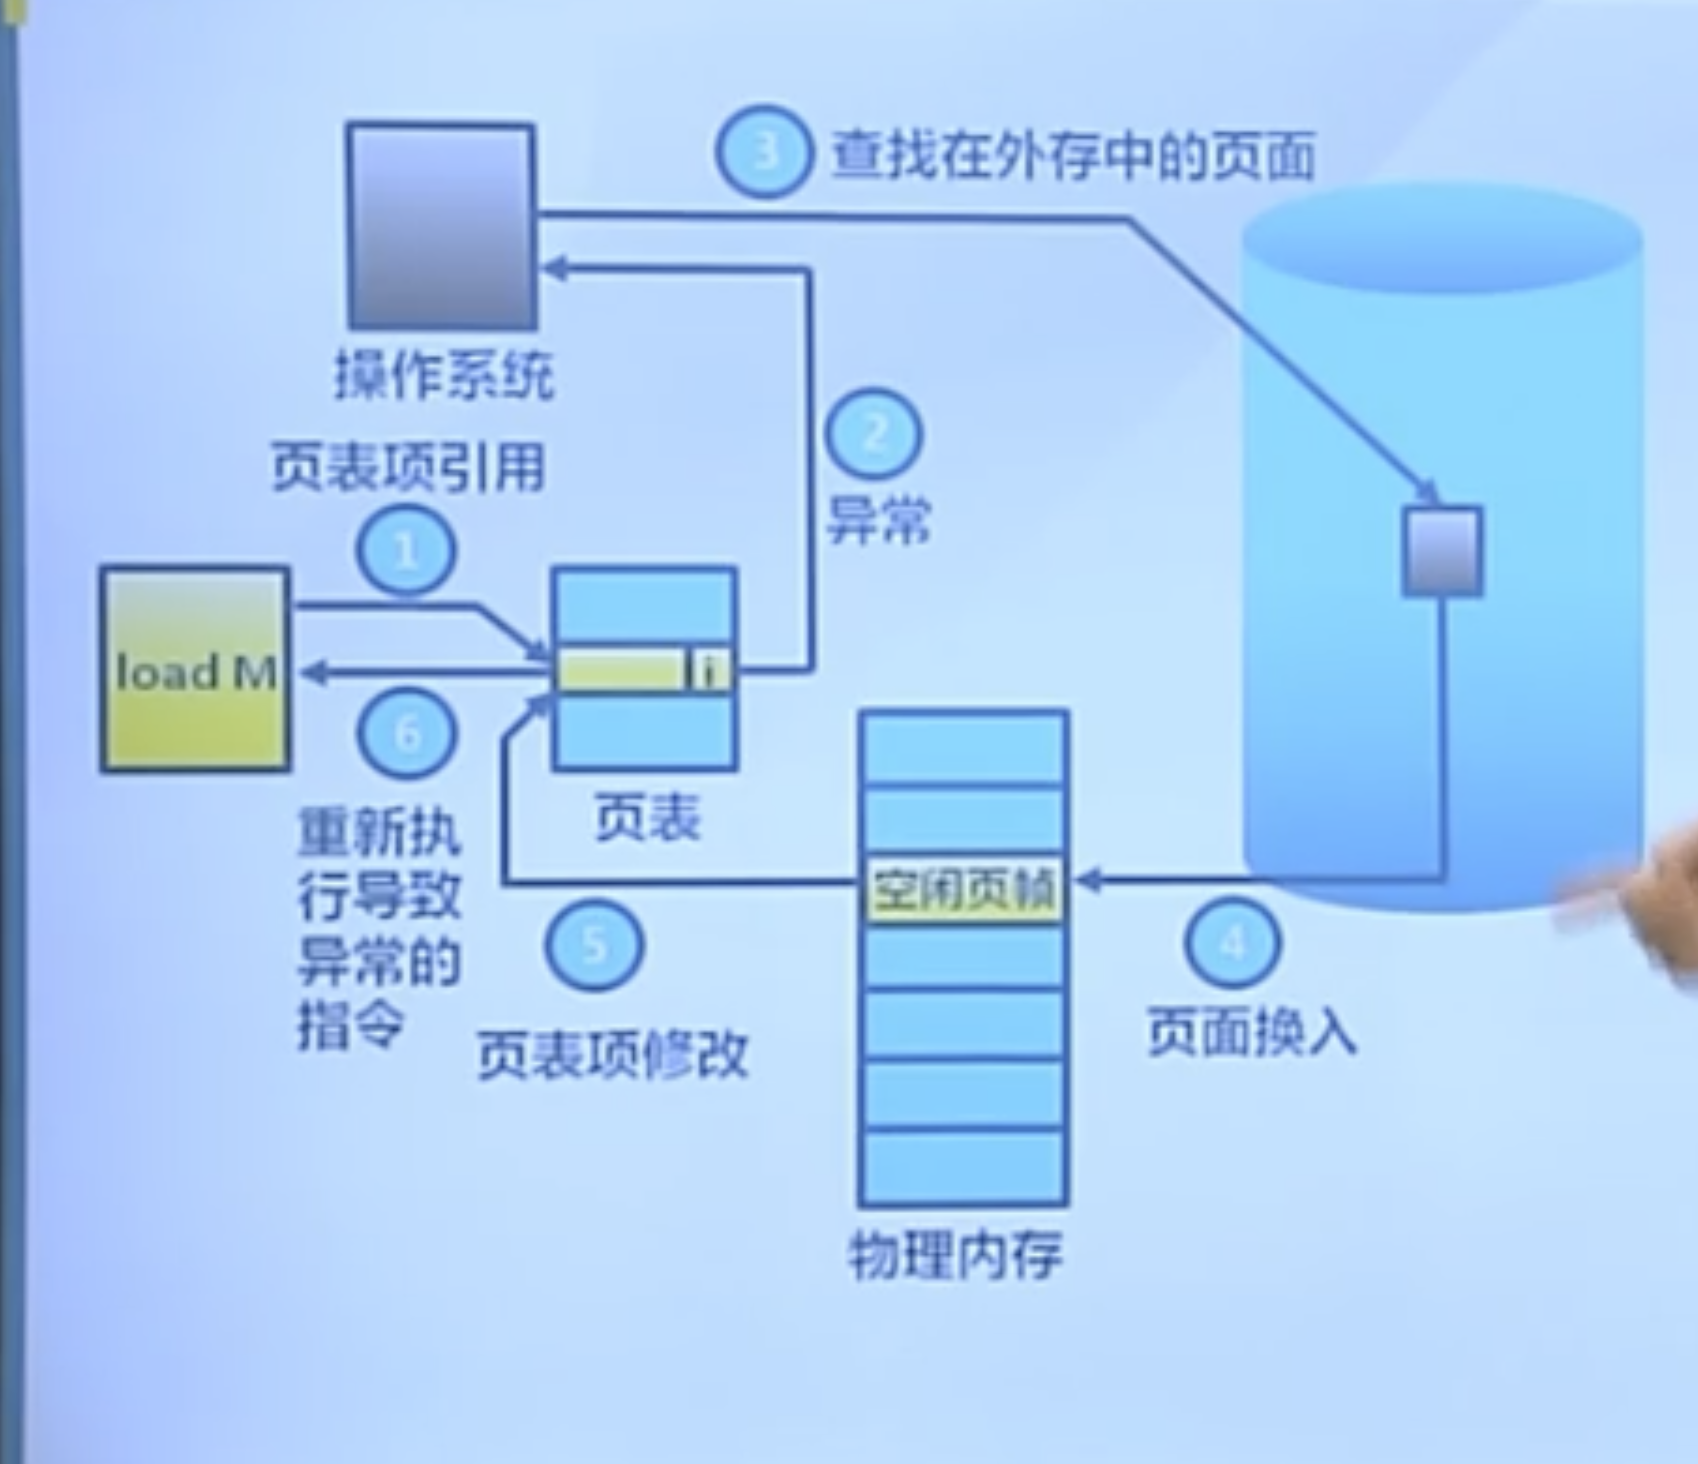 3 查找在外存中的页面
操作系统
页表项引用
2
异常
1
load M
i
6
页表
重新执
行导致
异常的
指令
空闲页帧
5
页表项修改
4
页面换入
物理内存